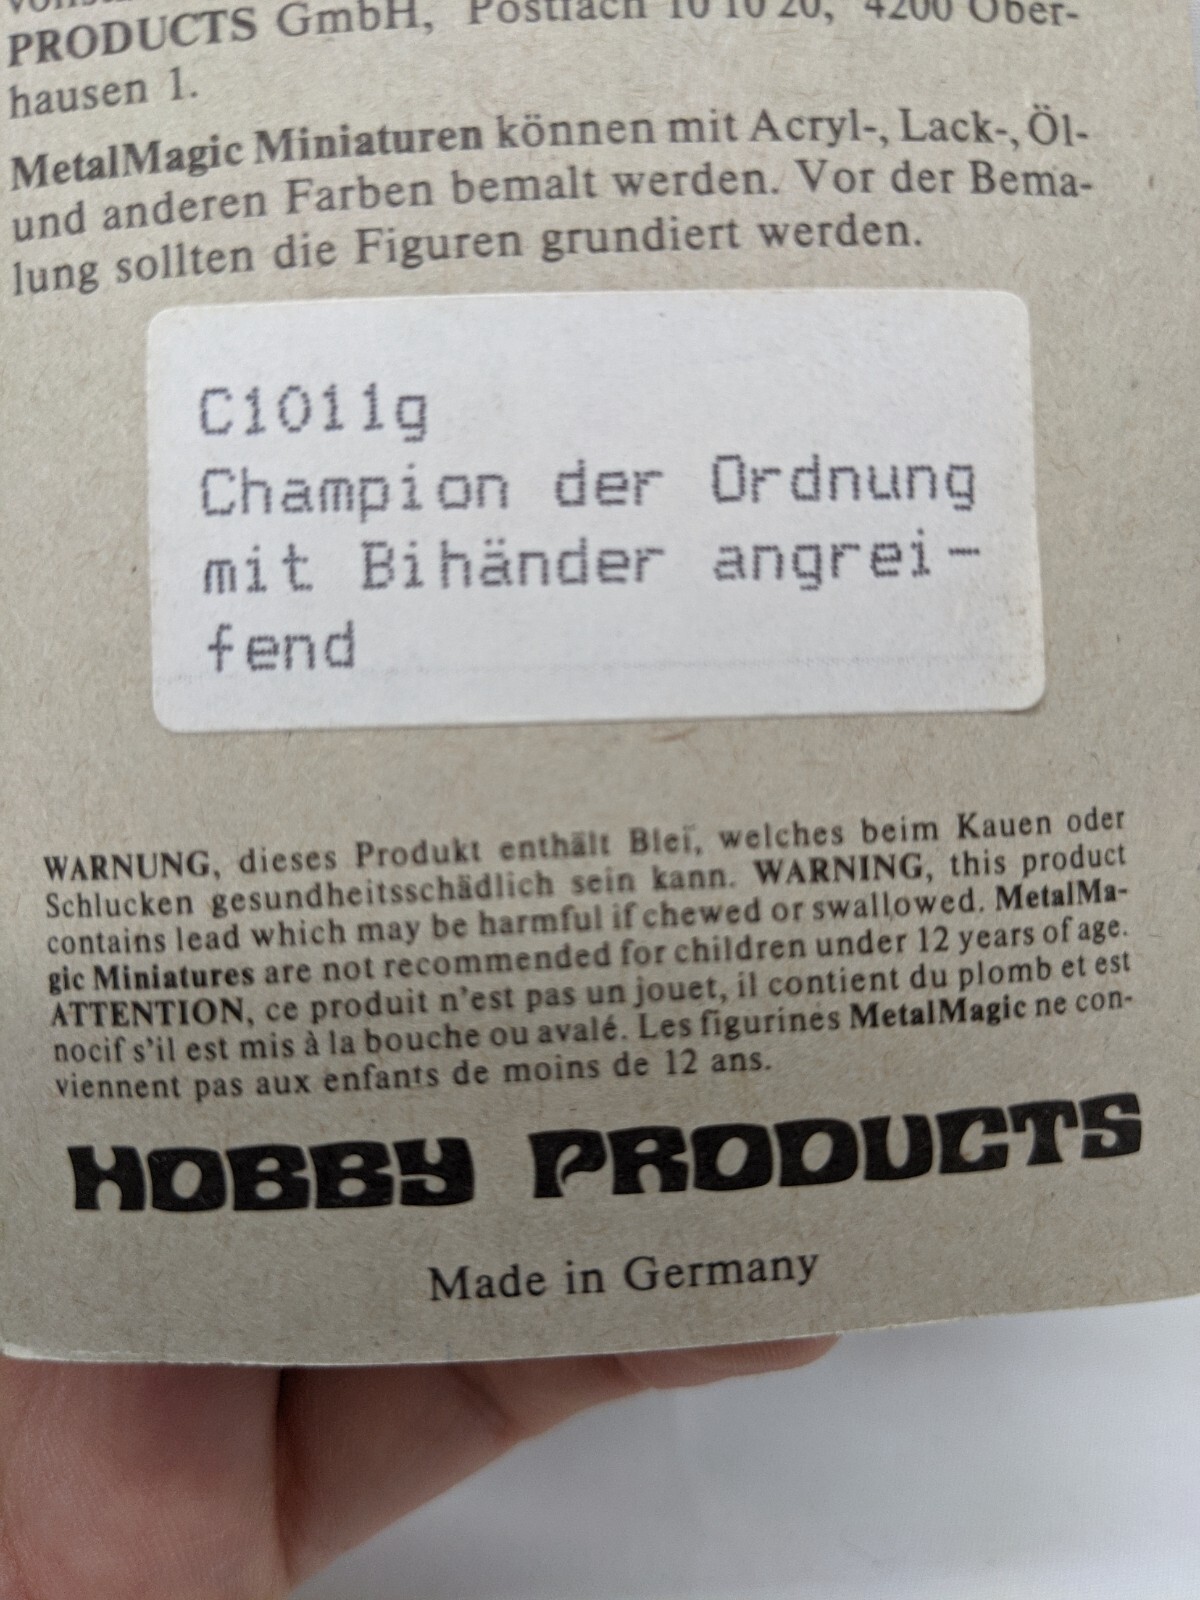 PRODUCTS GmbH, Postfach 10 10 20, 4200 Ober-
hausen 1.
MetalMagic Miniaturen können mit Acryl-, Lack-, Öl-
und anderen Farben bemalt werden. Vor der Bema-
lung sollten die Figuren grundiert werden.
C1011g
Champion der Ordnung
mit Bihänder angrei-
fend
WARNUNG, dieses Produkt enthält Blei, welches beim Kauen oder
Schlucken gesundheitsschädlich sein kann. WARNING, this product
contains lead which may be harmful if chewed or swallowed. MetalMa-
gic Miniatures are not recommended for children under 12 years of age.
ATTENTION, ce produit n'est pas un jouet, il contient du plomb et est
nocif s'il est mis à la bouche ou avalé. Les figurines MetalMagic ne con-
viennent pas aux enfants de moins de 12 ans.
HOBBY PRODUCTS
Made in Germany